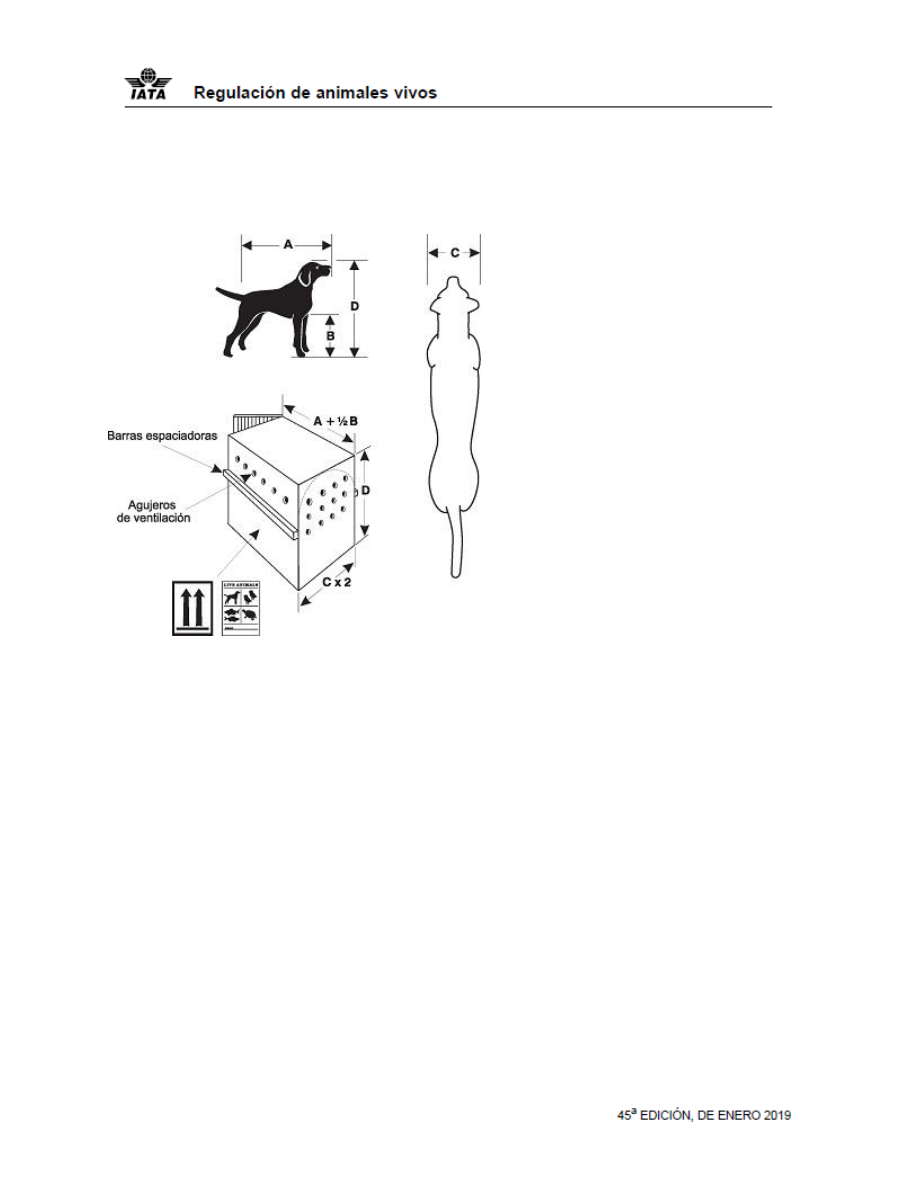 IATA
Regulación de animales vivos
A
C
D
B
A + ½ B
Barras espaciadoras
D
Agujeros
de ventilación
C x 2
LIVE ANIMALS
45ª EDICIÓN, DE ENERO 2019